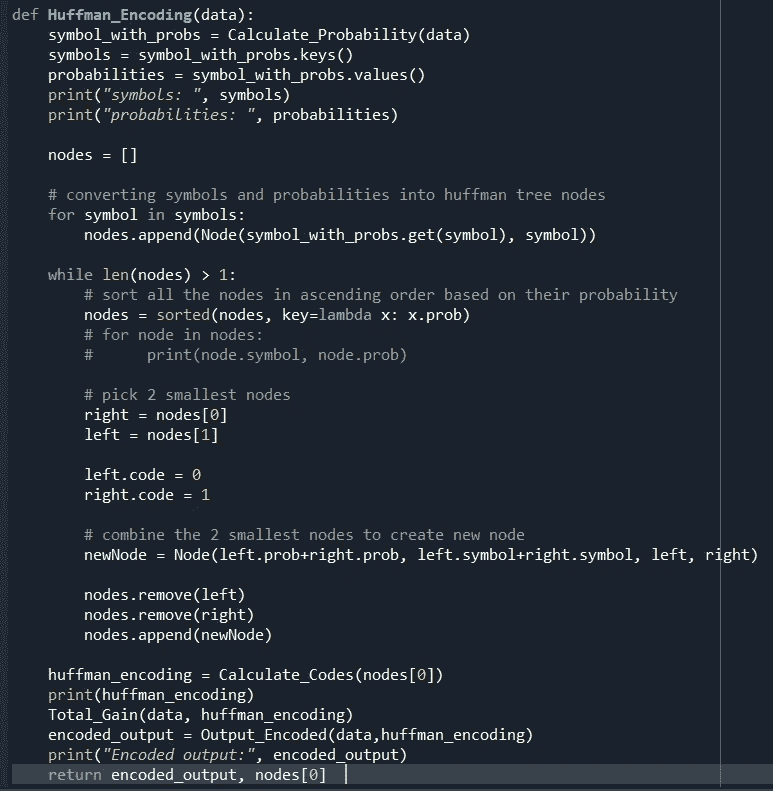 def Huffman_Encoding(data):
    symbol_with_probs = Calculate_Probability(data)
    symbols = symbol_with_probs.keys()
    probabilities = symbol_with_probs.values()
    print("symbols: ", symbols)
    print("probabilities: ", probabilities)

    nodes = []

    # converting symbols and probabilities into huffman tree nodes
    for symbol in symbols:
        nodes.append(Node(symbol_with_probs.get(symbol), symbol))

    while len(nodes) > 1:
        # sort all the nodes in ascending order based on their probability
        nodes = sorted(nodes, key=lambda x: x.prob)
        # for node in nodes:
        #      print(node.symbol, node.prob)

        # pick 2 smallest nodes
        right = nodes[0]
        left = nodes[1]

        left.code = 0
        right.code = 1

        # combine the 2 smallest nodes to create new node
        newNode = Node(left.prob+right.prob, left.symbol+right.symbol, left, right)

        nodes.remove(left)
        nodes.remove(right)
        nodes.append(newNode)

    huffman_encoding = Calculate_Codes(nodes[0])
    print(huffman_encoding)
    Total_Gain(data, huffman_encoding)
    encoded_output = Output_Encoded(data,huffman_encoding)
    print("Encoded output:", encoded_output)
    return encoded_output, nodes[0]